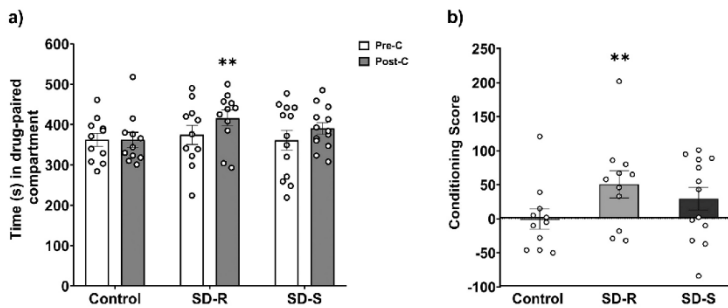 a)
Time (s) in drug-paired
compartment
600
500
400
300
200
100
0
**
Control
SD-R
SD-S
Pre-C
Post-C
b)
Conditioning Score
250
200
150
100
50
0
-50
-100
**
Control
SD-R
SD-S